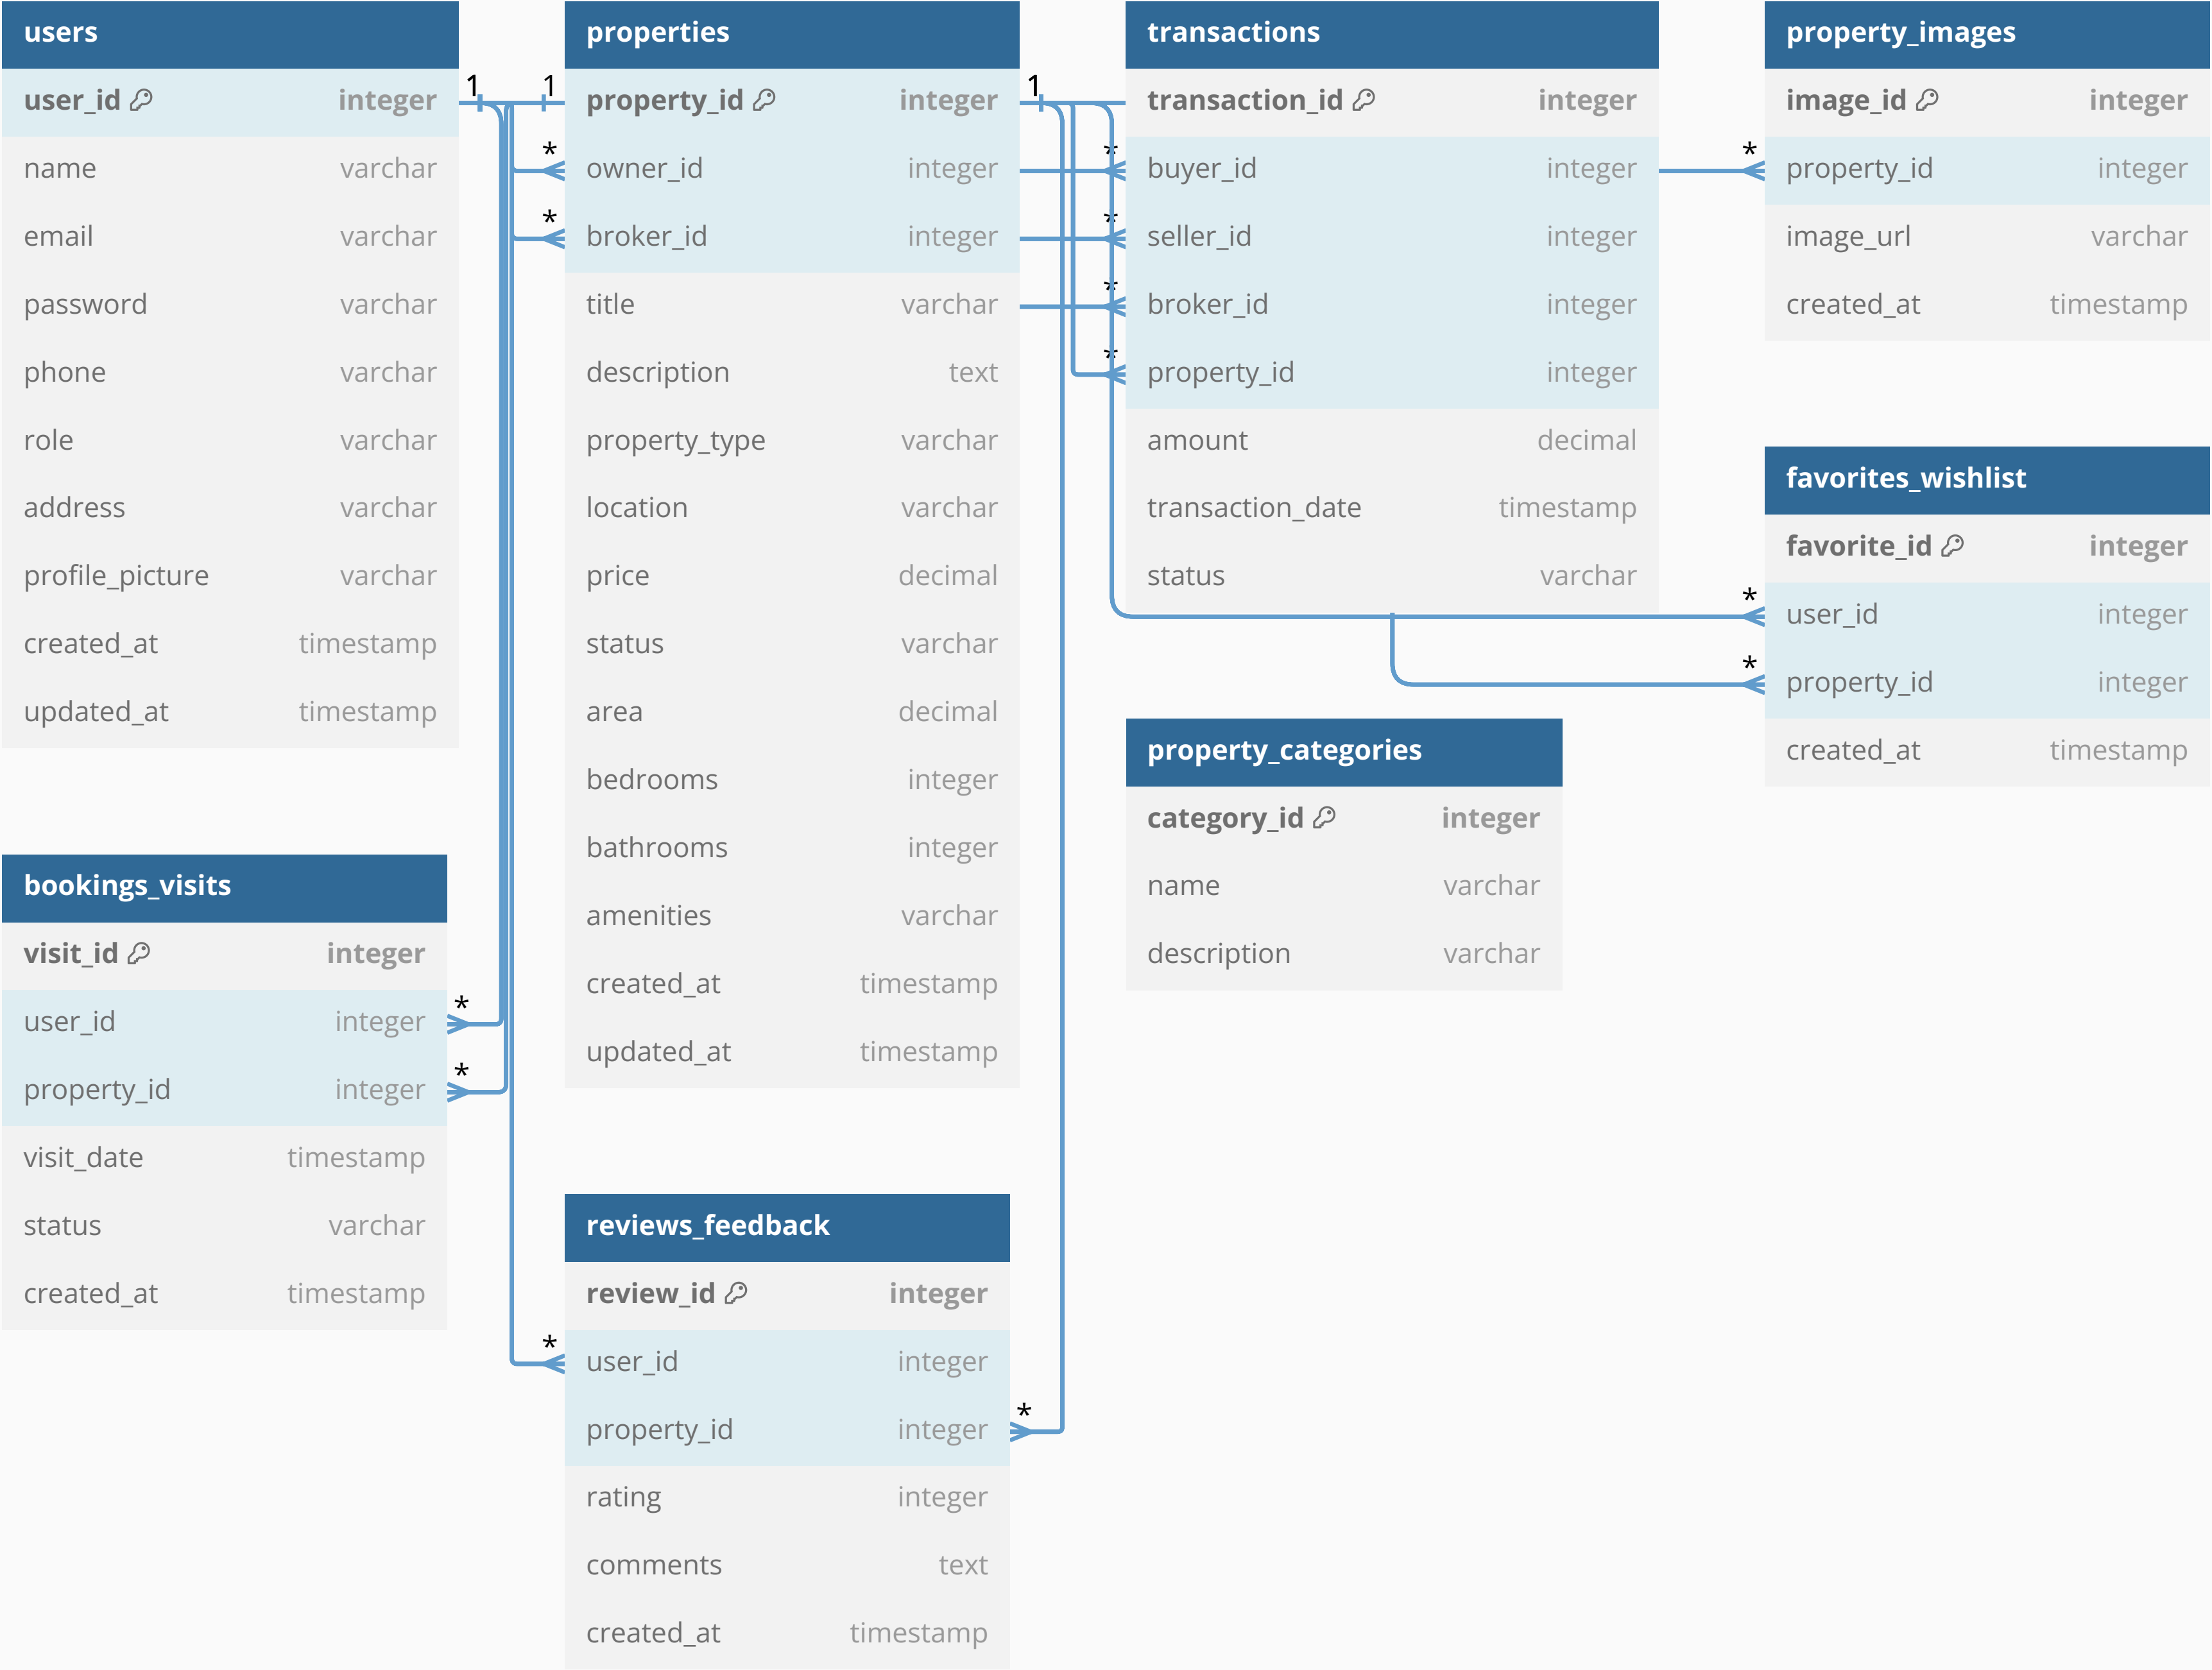 users
user_id integer
name varchar
email varchar
password varchar
phone varchar
role varchar
address varchar
profile_picture varchar
created_at timestamp
updated_at timestamp
bookings_visits
visit_id integer
user_id integer
property_id integer
visit_date timestamp
status varchar
created_at timestamp
1
1
*
*
*
*
*
properties
property_id integer
owner_id integer
broker_id integer
title varchar
description text
property_type varchar
location varchar
price decimal
status varchar
area decimal
bedrooms integer
bathrooms integer
amenities varchar
created_at timestamp
updated_at timestamp
reviews_feedback
review_id integer
user_id integer
property_id integer
rating integer
comments text
created_at timestamp
1
*
*
*
*
*
transactions
transaction_id integer
buyer_id integer
seller_id integer
broker_id integer
property_id integer
amount decimal
transaction_date timestamp
status varchar
property_categories
category_id integer
name varchar
description varchar
*
*
*
property_images
image_id integer
property_id integer
image_url varchar
created_at timestamp
favorites_wishlist
favorite_id integer
user_id integer
property_id integer
created_at timestamp